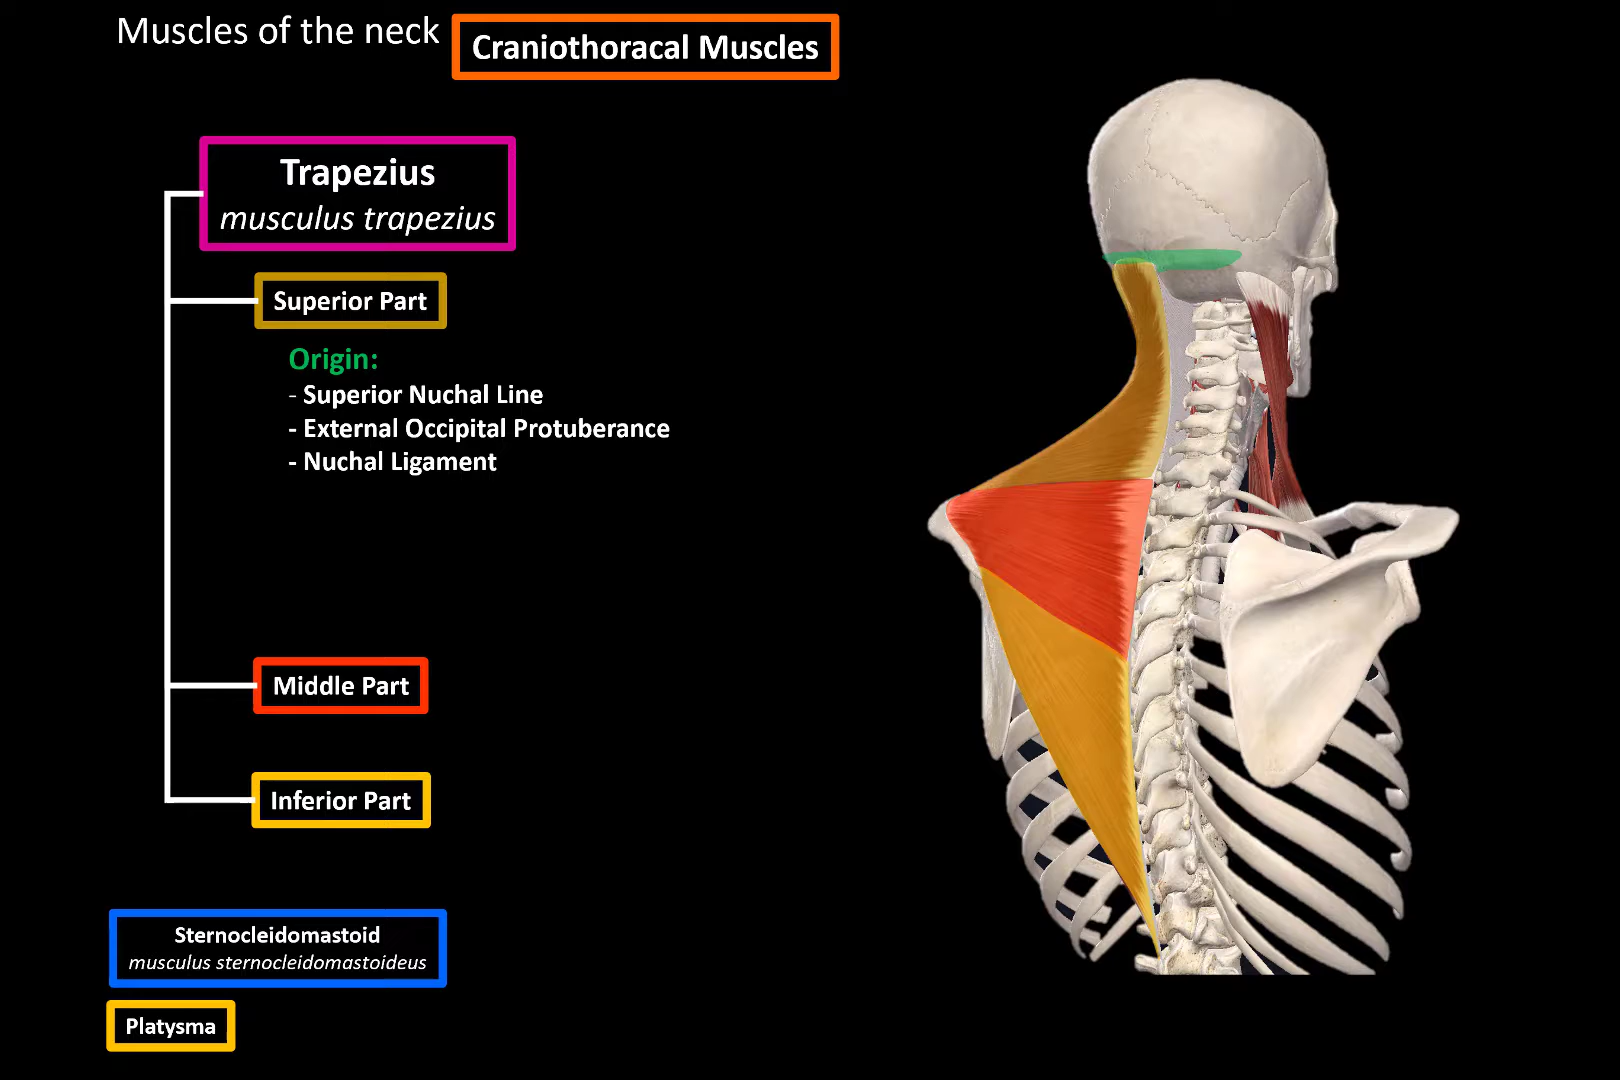 Muscles of the neck
Craniothoracal Muscles
Trapezius
musculus trapezius
Superior Part
Origin:
- Superior Nuchal Line
- External Occipital Protuberance
- Nuchal Ligament
Middle Part
Inferior Part
Sternocleidomastoid
musculus sternocleidomastoideus
Platysma